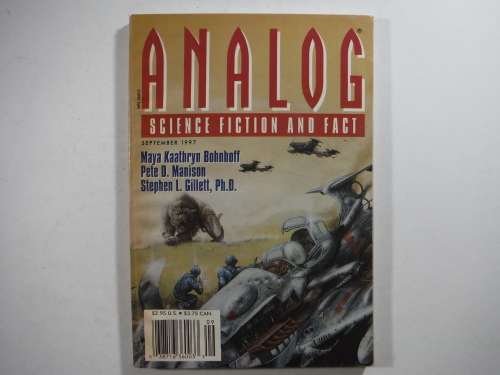 ANALOG
®
SCIENCE FICTION AND FACT
SEPTEMBER 1997
Maya Kaathryn Bohnhoff
Pete D. Manison
Stephen L. Gillett, Ph.D.
$2.95 U.S. • $3.75 CAN
09